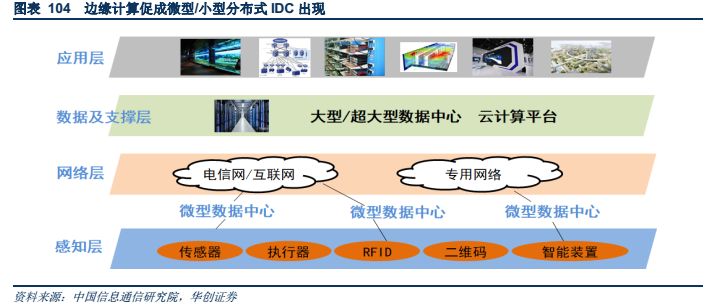 图表 104 边缘计算促成微型/小型分布式 IDC 出现
应用层
数据及支撑层
大型/超大型数据中心 云计算平台
网络层
电信网/互联网
专用网络
微型数据中心
微型数据中心
微型数据中心
感知层
传感器
执行器
RFID
二维码
智能装置
资料来源：中国信息通信研究院，华创证券